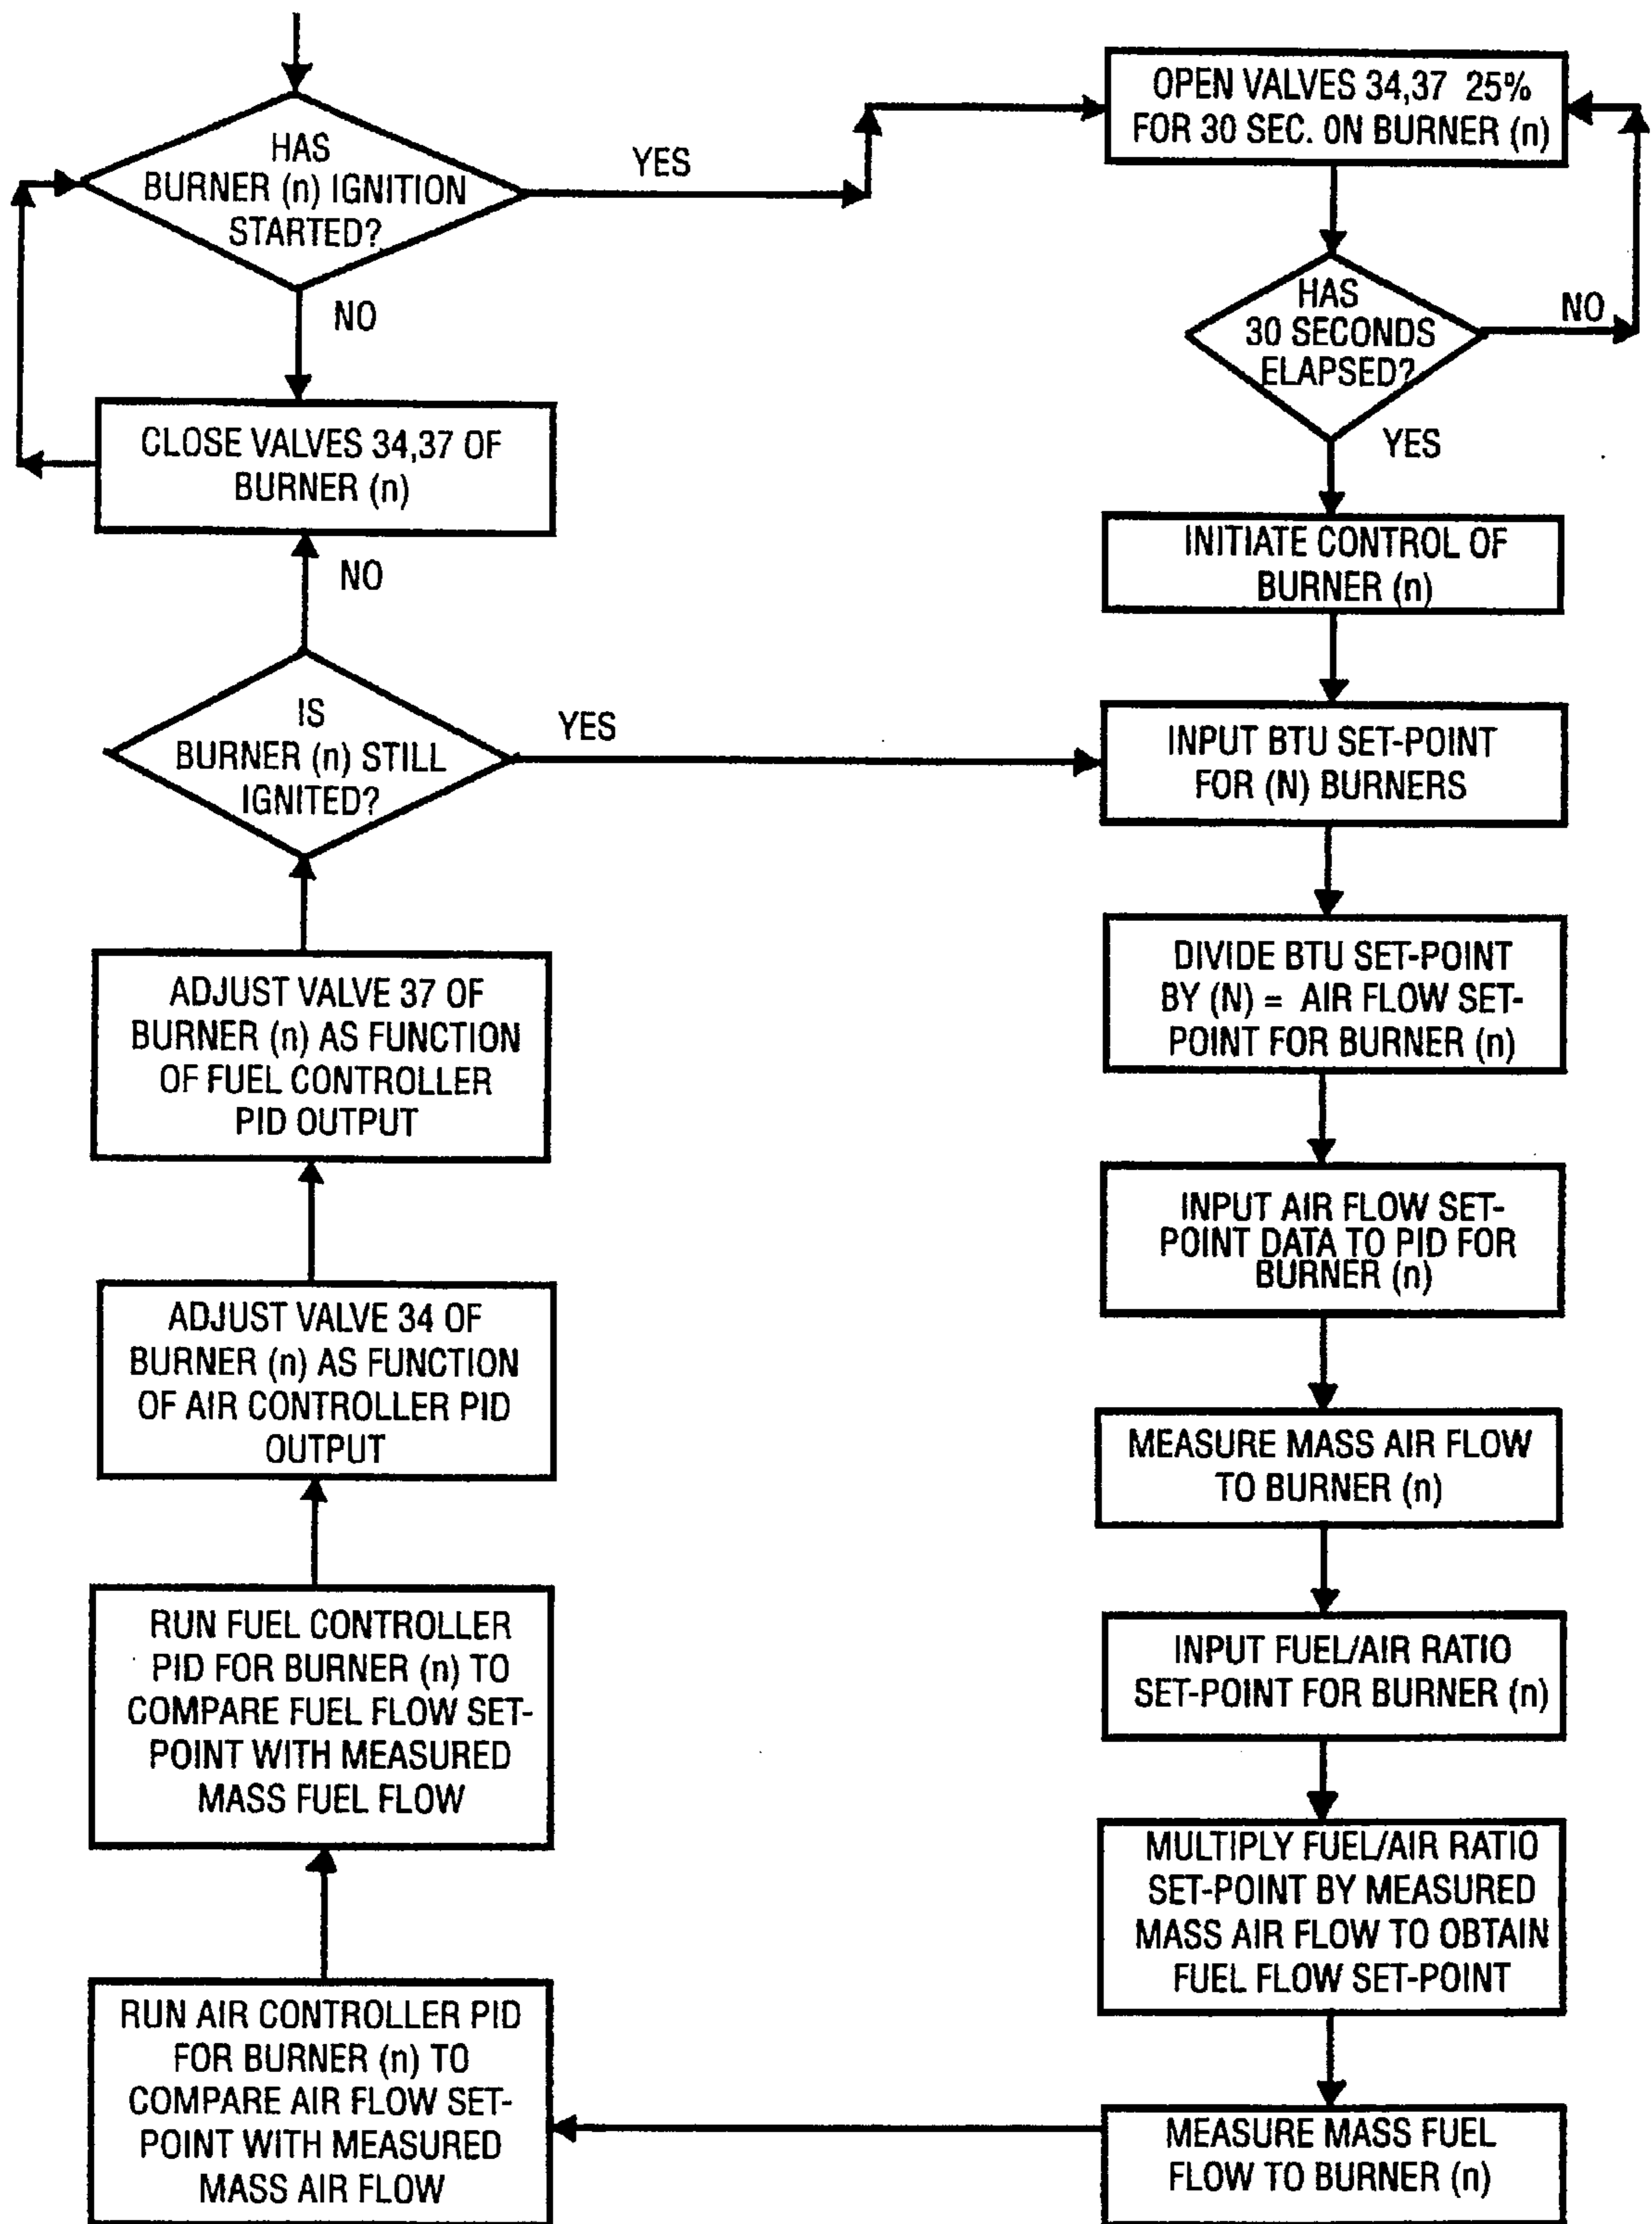 HAS
BURNER (n) IGNITION
STARTED?
YES
NO
CLOSE VALVES 34,37 OF
BURNER (n)
OPEN VALVES 34,37 25%
FOR 30 SEC. ON BURNER (n)
HAS
30 SECONDS
ELAPSED?
NO
YES
INITIATE CONTROL OF
BURNER (n)
INPUT BTU SET-POINT
FOR (N) BURNERS
DIVIDE BTU SET-POINT
BY (N) = AIR FLOW SET-
POINT FOR BURNER (n)
INPUT AIR FLOW SET-
POINT DATA TO PID FOR
BURNER (n)
MEASURE MASS AIR FLOW
TO BURNER (n)
INPUT FUEL/AIR RATIO
SET-POINT FOR BURNER (n)
MULTIPLY FUEL/AIR RATIO
SET-POINT BY MEASURED
MASS AIR FLOW TO OBTAIN
FUEL FLOW SET-POINT
MEASURE MASS FUEL
FLOW TO BURNER (n)
RUN AIR CONTROLLER PID
FOR BURNER (n) TO
COMPARE AIR FLOW SET-
POINT WITH MEASURED
MASS AIR FLOW
RUN FUEL CONTROLLER
PID FOR BURNER (n) TO
COMPARE FUEL FLOW SET-
POINT WITH MEASURED
MASS FUEL FLOW
ADJUST VALVE 34 OF
BURNER (n) AS FUNCTION
OF AIR CONTROLLER PID
OUTPUT
ADJUST VALVE 37 OF
BURNER (n) AS FUNCTION
OF FUEL CONTROLLER
PID OUTPUT
IS
BURNER (n) STILL
IGNITED?
YES
NO